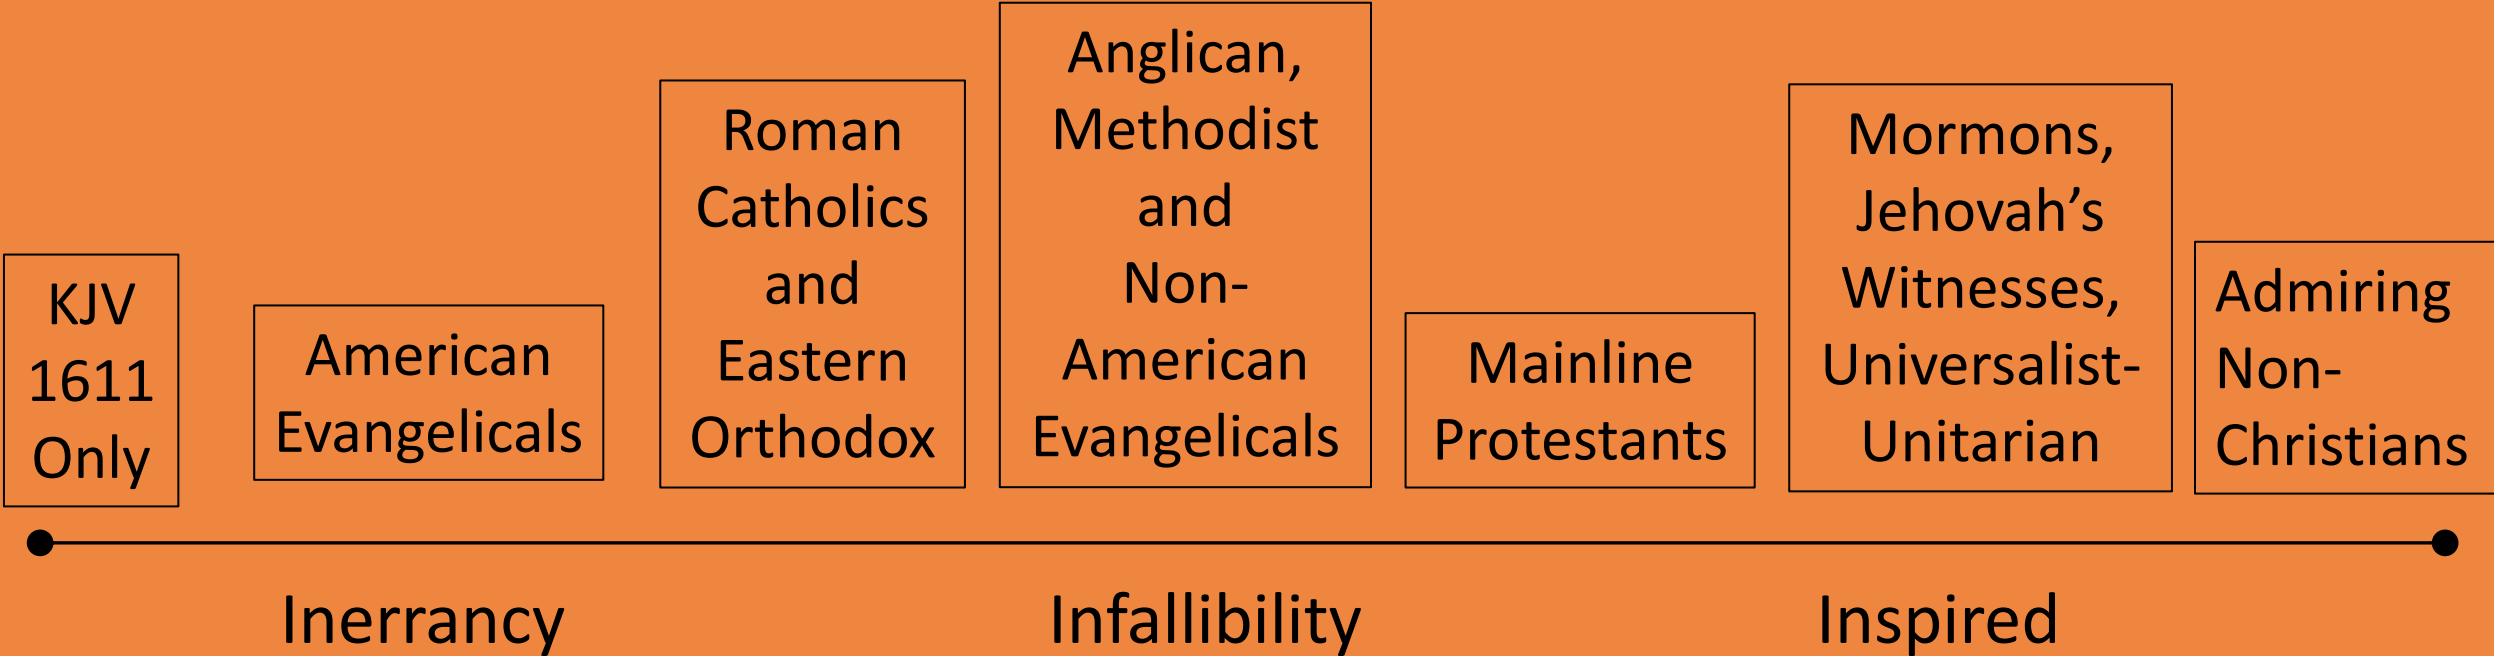 KJV
1611
Only
American
Evangelicals
Roman
Catholics
and
Eastern
Orthodox
Anglican,
Methodist
and
Non-
American
Evangelicals
Mainline
Protestants
Mormons,
Jehovah’s
Witnesses,
Universalist-
Unitarian
Admiring
Non-
Christians
Inerrancy
Infallibility
Inspired